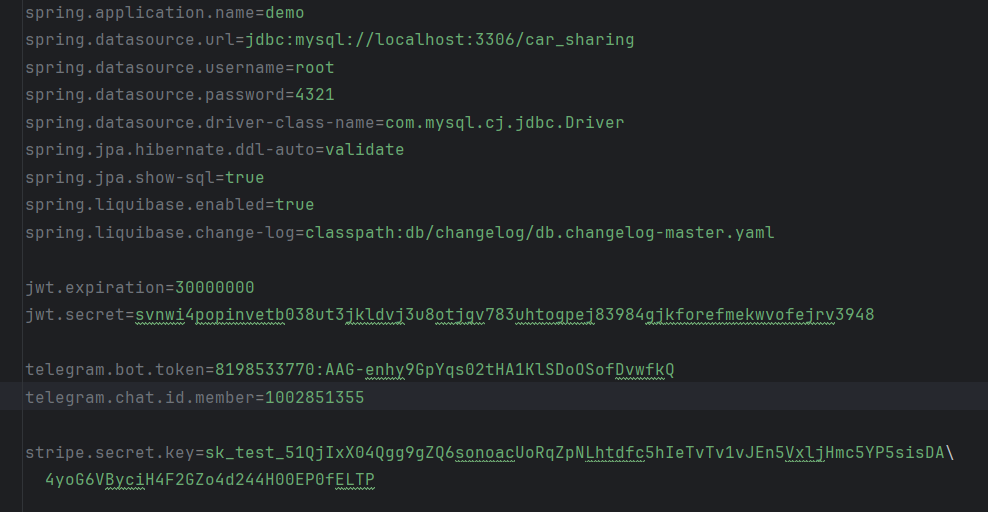 spring.application.name=demo
spring.datasource.url=jdbc:mysql://localhost:3306/car_sharing
spring.datasource.username=root
spring.datasource.password=4321
spring.datasource.driver-class-name=com.mysql.cj.jdbc.Driver
spring.jpa.hibernate.ddl-auto=validate
spring.jpa.show-sql=true
spring.liquibase.enabled=true
spring.liquibase.change-log=classpath:db/changelog/db.changelog-master.yaml
jwt.expiration=30000000
jwt.secret=svnwi4popinvetb038ut3jkldvj3u8otjgv783uhtoqpej83984gjkforefmekwvofejrv3948
telegram.bot.token=8198533770:AAG-enhy9GpYqs02tHA1KlSDoOSofDvwfkQ
telegram.chat.id.member=1002851355
stripe.secret.key=sk_test_51QjIxX04Qgg9gZQ6sonoacUoRqZpNLhtdfc5hIeTvTv1vJEn5VxljHmc5YP5sisDA\
4yoG6VByciH4F2GZo4d244H00EP0fELTP